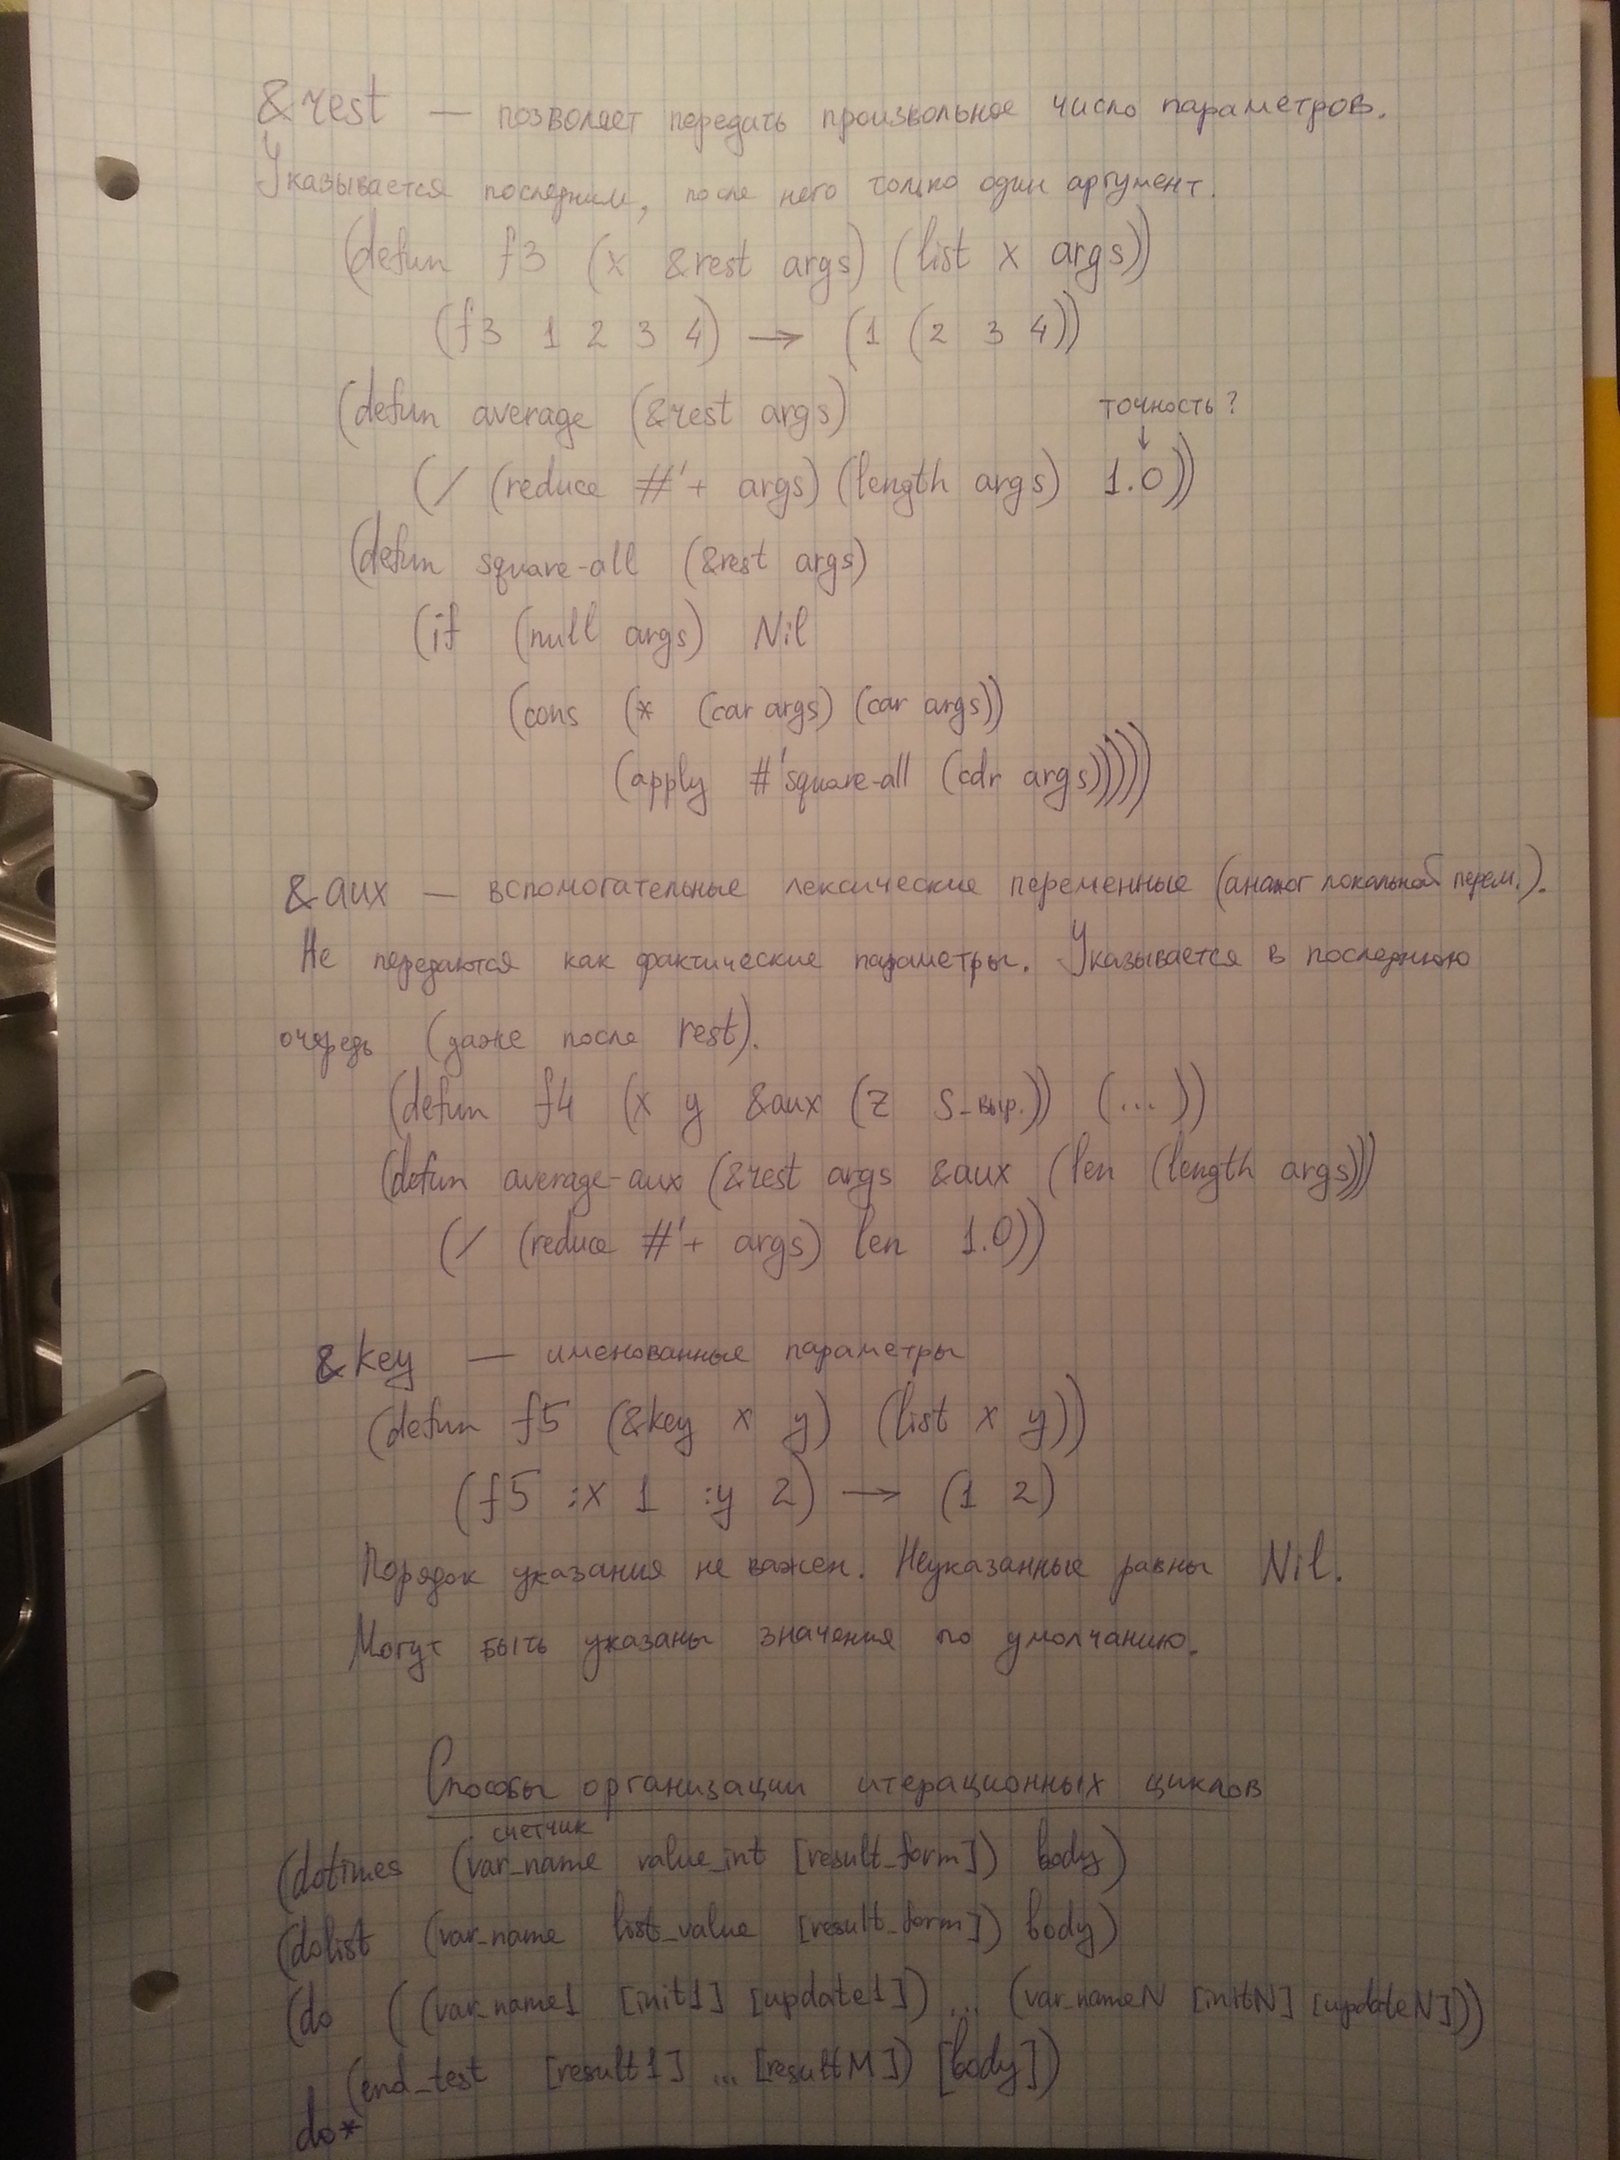 &rest — позволяет передать произвольное число параметров.
Указывается последним, после него только один аргумент.
(defun f3 (x &rest args) (list x args))
(f3 1 2 3 4) → (1 (2 3 4))
(defun average (&rest args)
точность?
↓
(/ (reduce #'+ args) (length args) 1.0))
(defun square-all (&rest args)
(if (null args) Nil
(cons (* (car args) (car args))
(apply #'square-all (cdr args)))))
&aux — вспомогательные лексические переменные (аналог локальной перем.).
Не передаются как фактические параметры. Указывается в последнюю
очередь (даже после rest).
(defun f4 (x y &aux (z S_выр.)) (...))
(defun average-aux (&rest args &aux (len (length args)))
(/ (reduce #'+ args) len 1.0))
&key — именованные параметры
(defun f5 (&key x y) (list x y))
(f5 :x 1 :y 2) → (1 2)
Порядок указания не важен. Неуказанные равны Nil.
Могут быть указаны значения по умолчанию.
Способы организации итерационных циклов
счетчик
(dotimes (var_name value_int [result_form]) body)
(dolist (var_name list_value [result_form]) body)
(do ((var_name1 [init1] [update1]) ... (var_nameN [initN] [updateN]))
(end_test [result1] ... [resultM]) [body])
do*